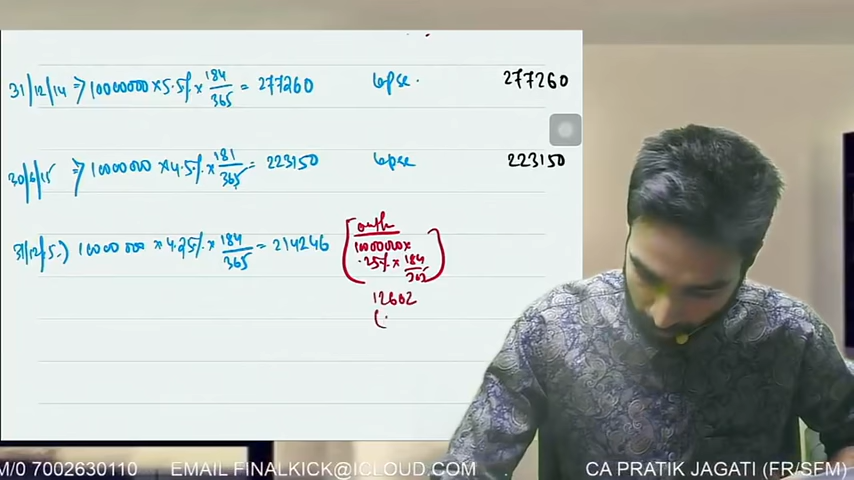 31/12/14 => 10000000 × 5.5% × 184/365 = 277260 lapse. 277260
30/6/15 => 10000000 × 4.5% × 181/365 = 223150 lapse 223150
31/12/15 10000000 × 4.25% × 184/365 = 214246
10000000 ×
.25% × 184/365
12602
(
M/0 7002630110 EMAIL FINALKICK@ICLOUD.COM CA PRATIK JAGATI (FR/SFM)